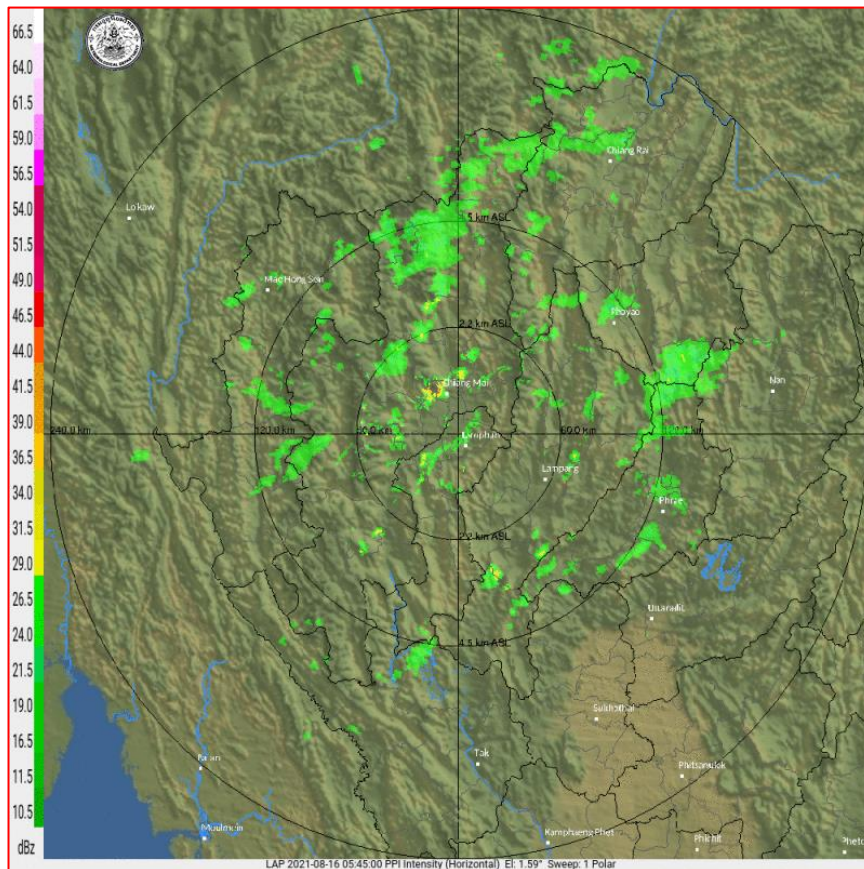 66.5
64.0
61.5
59.0
56.5
54.0
51.5
49.0
46.5
44.0
41.5
39.0
36.5
34.0
31.5
29.0
26.5
24.0
21.5
19.0
16.5
11.5
10.5
dBz
Chiang Rai
Loikaw
4.5 km ASL
Mae Hong Son
Phayao
2.2 km ASL
Chiang Mai
Nan
240.0 km
120.0 km
60.0 km
60.0 km
Lamphun
Lampang
Phrae
2.2 km ASL
Uttaradit
4.5 km ASL
Sukhothai
Tak
Pa'an
Phitsanulok
Moulmein
Kamphaeng Phet
Phichit
LAP 2021-08-16 05:45:00 PPI Intensity (Horizontal) El: 1.59° Sweep: 1 Polar